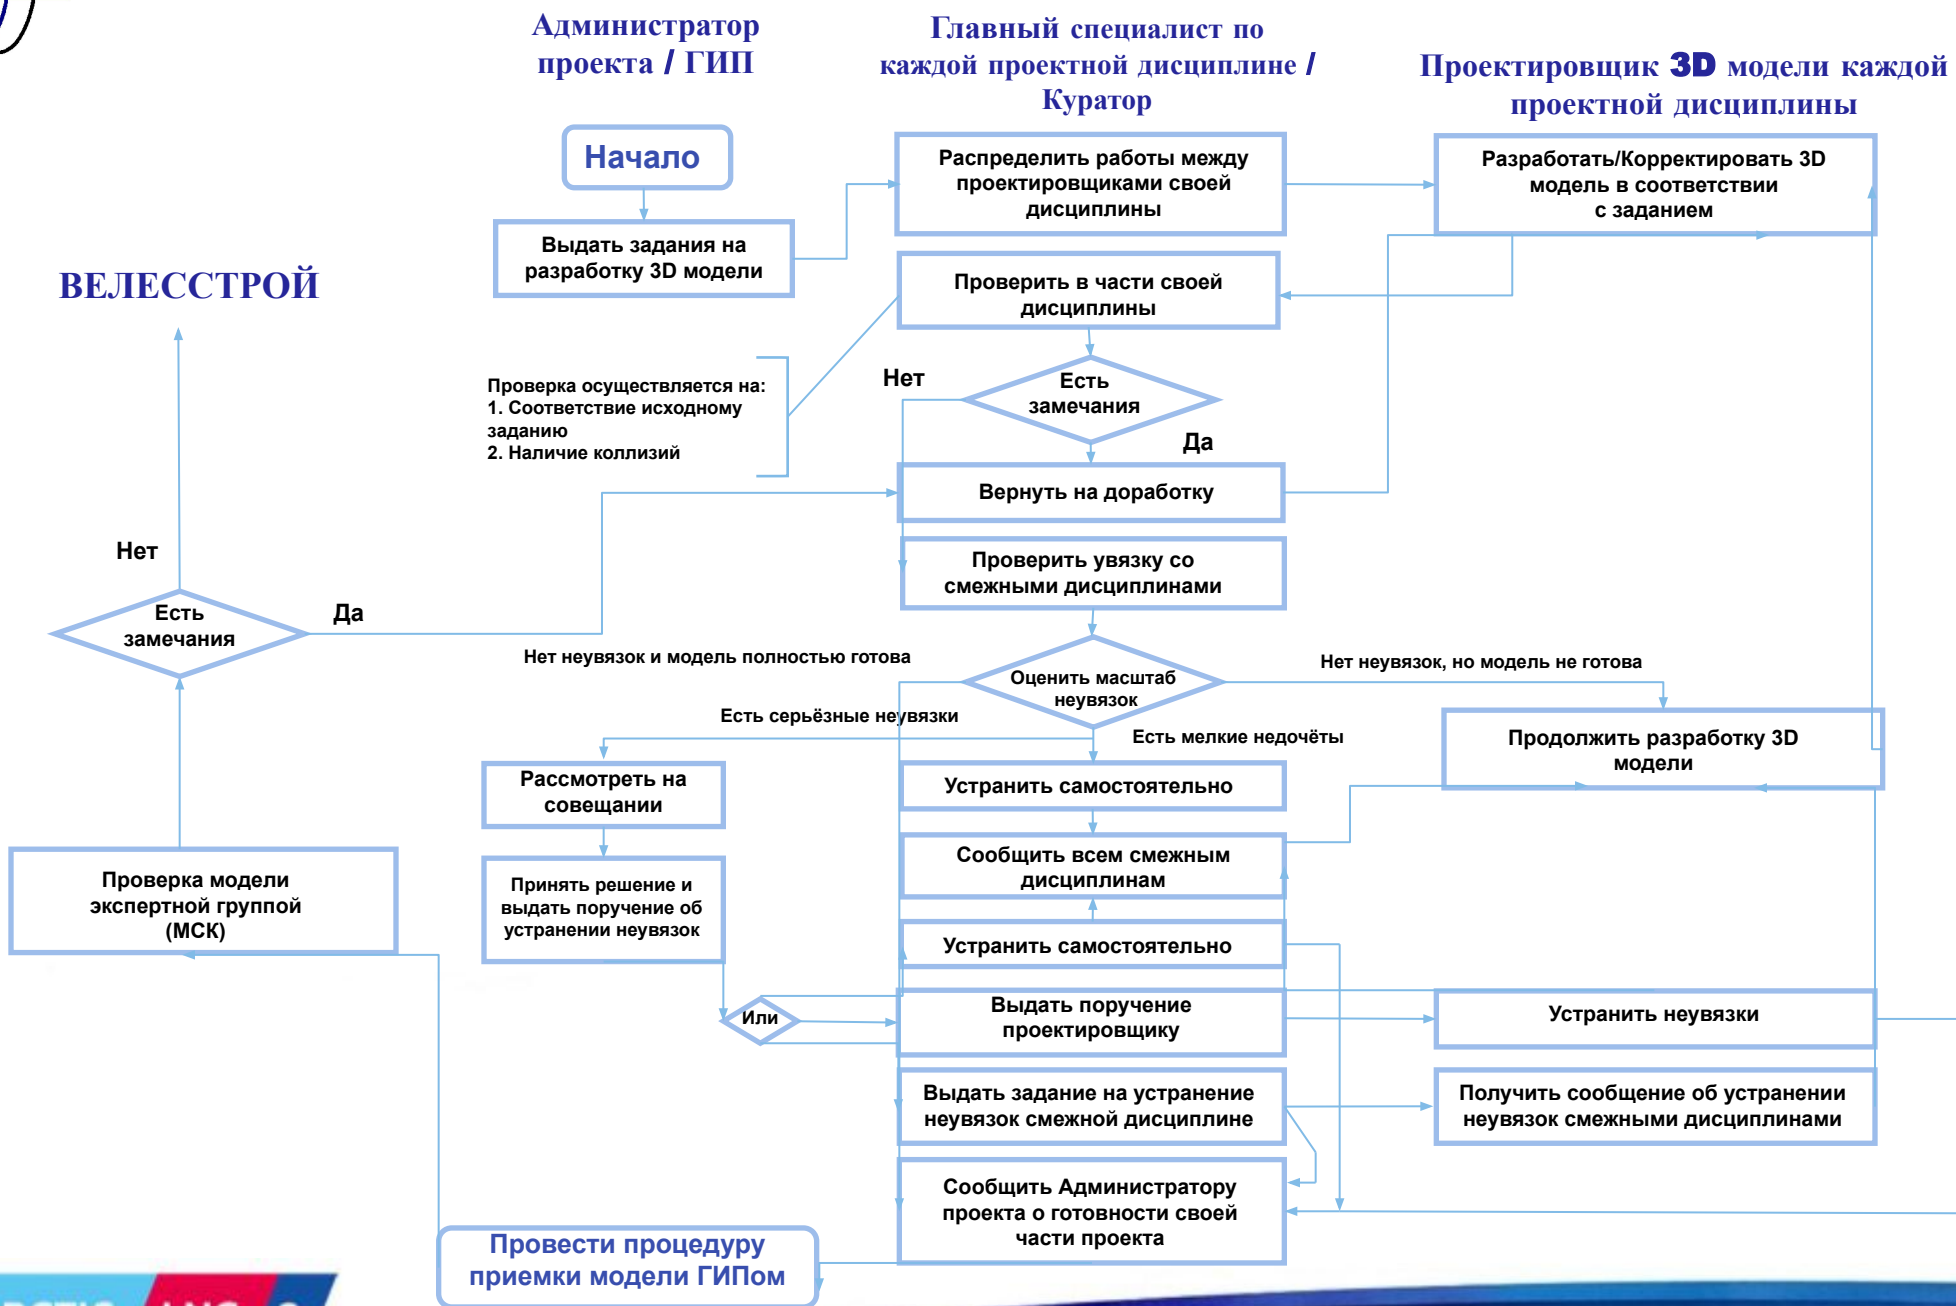 Администратор
проекта / ГИП
Главный специалист по
каждой проектной дисциплине /
Куратор
Проектировщик 3D модели каждой
проектной дисциплины
Начало
Распределить работы между
проектировщиками своей
дисциплины
Разработать/Корректировать 3D
модель в соответствии
с заданием
Выдать задания на
разработку 3D модели
ВЕЛЕССТРОЙ
Проверить в части своей
дисциплины
Проверка осуществляется на:
1. Соответствие исходному
заданию
2. Наличие коллизий
Нет
Есть
замечания
Да
Вернуть на доработку
Нет
Проверить увязку со
смежными дисциплинами
Есть
замечания
Да
Нет неувязок и модель полностью готова
Оценить масштаб
неувязок
Нет неувязок, но модель не готова
Есть серьёзные неувязки
Есть мелкие недочёты
Продолжить разработку 3D
модели
Рассмотреть на
совещании
Устранить самостоятельно
Сообщить всем смежным
дисциплинам
Проверка модели
экспертной группой
(МСК)
Принять решение и
выдать поручение об
устранении неувязок
Устранить самостоятельно
Или
Выдать поручение
проектировщику
Устранить неувязки
Выдать задание на устранение
неувязок смежной дисциплине
Получить сообщение об устранении
неувязок смежными дисциплинами
Сообщить Администратору
проекта о готовности своей
части проекта
Провести процедуру
приемки модели ГИПом